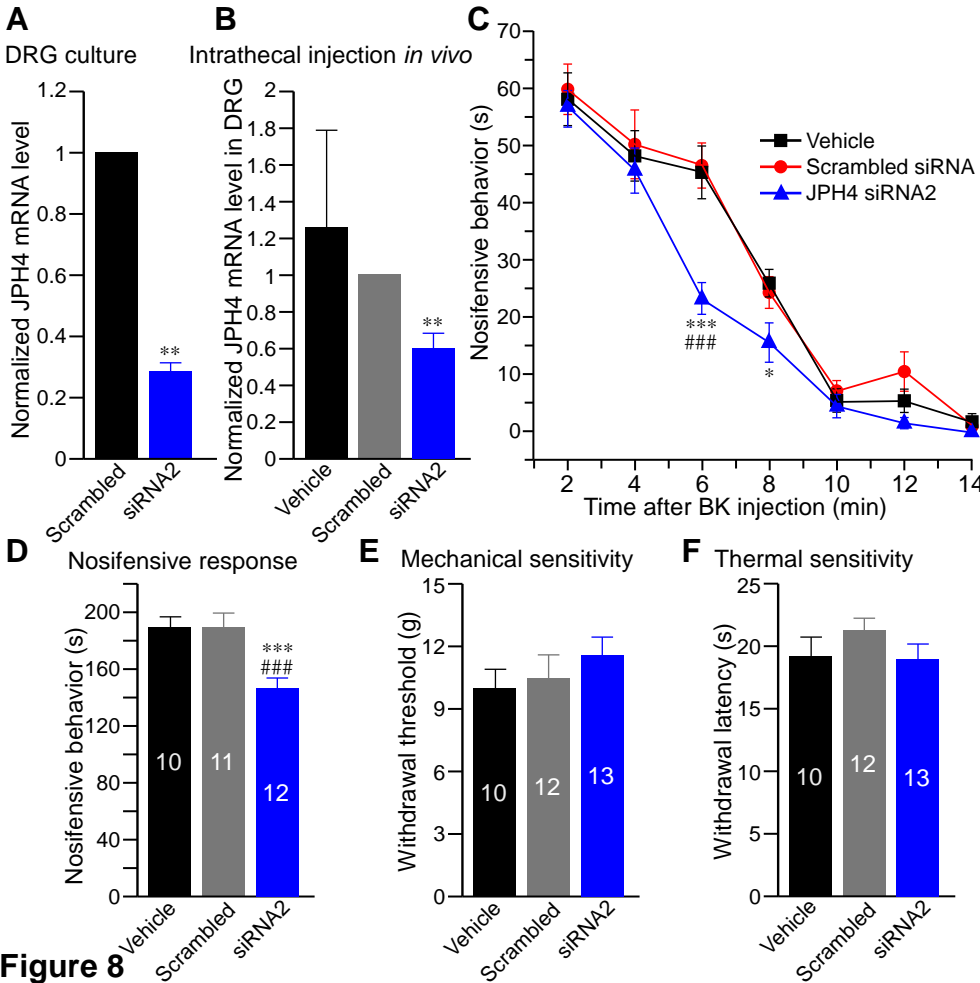 A
DRG culture
Normalized JPH4 mRNA level
1.2
1
0.8
0.6
0.4
0.2
0
**
Scrambled
siRNA2
B
Intrathecal injection in vivo
Normalized JPH4 mRNA level in DRG
2
1.8
1.6
1.4
1.2
1
0.8
0.6
0.4
0.2
0
**
Vehicle
Scrambled
siRNA2
C
Nosifensive behavior (s)
70
60
50
40
30
20
10
0
Vehicle
Scrambled siRNA
JPH4 siRNA2
***
###
*
2 4 6 8 10 12 14
Time after BK injection (min)
D
Nosifensive response
Nosifensive behavior (s)
200
160
120
80
40
0
***
###
10
11
12
Vehicle
Scrambled
siRNA2
E
Mechanical sensitivity
Withdrawal threshold (g)
15
12
9
6
3
0
10
12
13
Vehicle
Scrambled
siRNA2
F
Thermal sensitivity
Withdrawal latency (s)
25
20
15
10
5
0
10
12
13
Vehicle
Scrambled
siRNA2
Figure 8